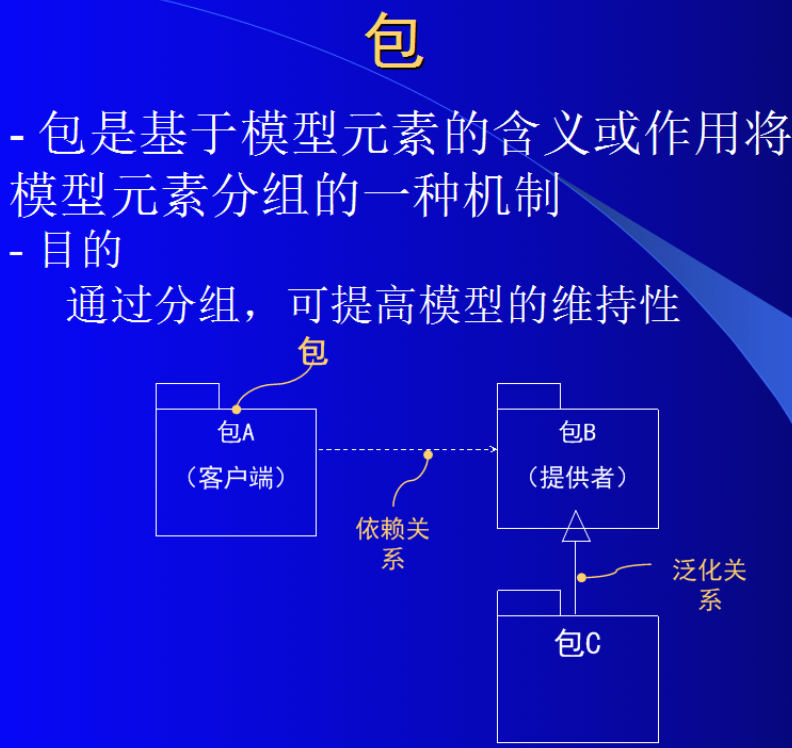 包
- 包是基于模型元素的含义或作用将
模型元素分组的一种机制
- 目的
通过分组，可提高模型的维持性
包
包A
（客户端）
包B
（提供者）
依赖关
系
泛化关
系
包C